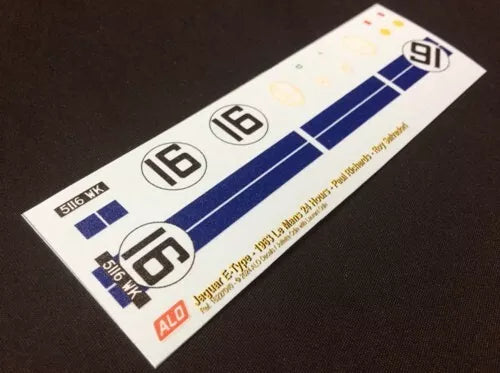 16
16
16
5116 WK
16
5116 WK
ALO
Jaguar E-Type - 1963 Le Mans 24 Hours - Paul Richards - Roy Salvadori